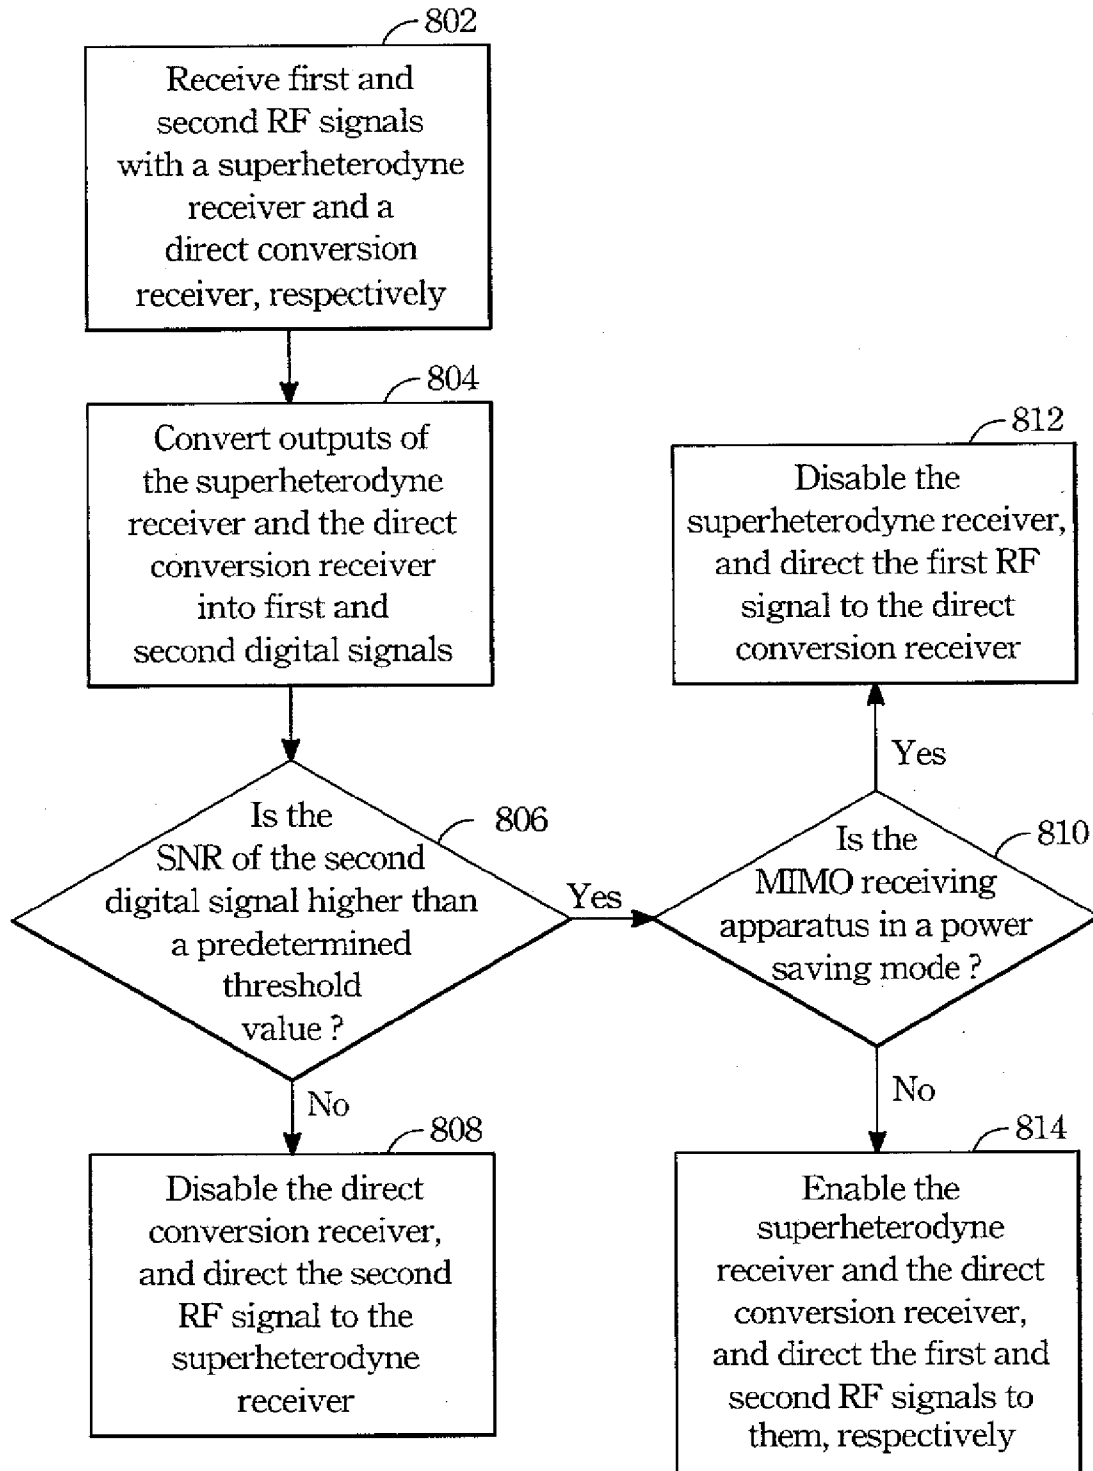 802
Receive first and
second RF signals
with a superheterodyne
receiver and a
direct conversion
receiver, respectively
804
Convert outputs of
the superheterodyne
receiver and the direct
conversion receiver
into first and
second digital signals
806
Is the
SNR of the second
digital signal higher than
a predetermined
threshold
value ?
Yes
No
808
Disable the direct
conversion receiver,
and direct the second
RF signal to the
superheterodyne
receiver
812
Disable the
superheterodyne receiver,
and direct the first RF
signal to the direct
conversion receiver
Yes
810
Is the
MIMO receiving
apparatus in a power
saving mode ?
No
814
Enable the
superheterodyne
receiver and the direct
conversion receiver,
and direct the first and
second RF signals to
them, respectively